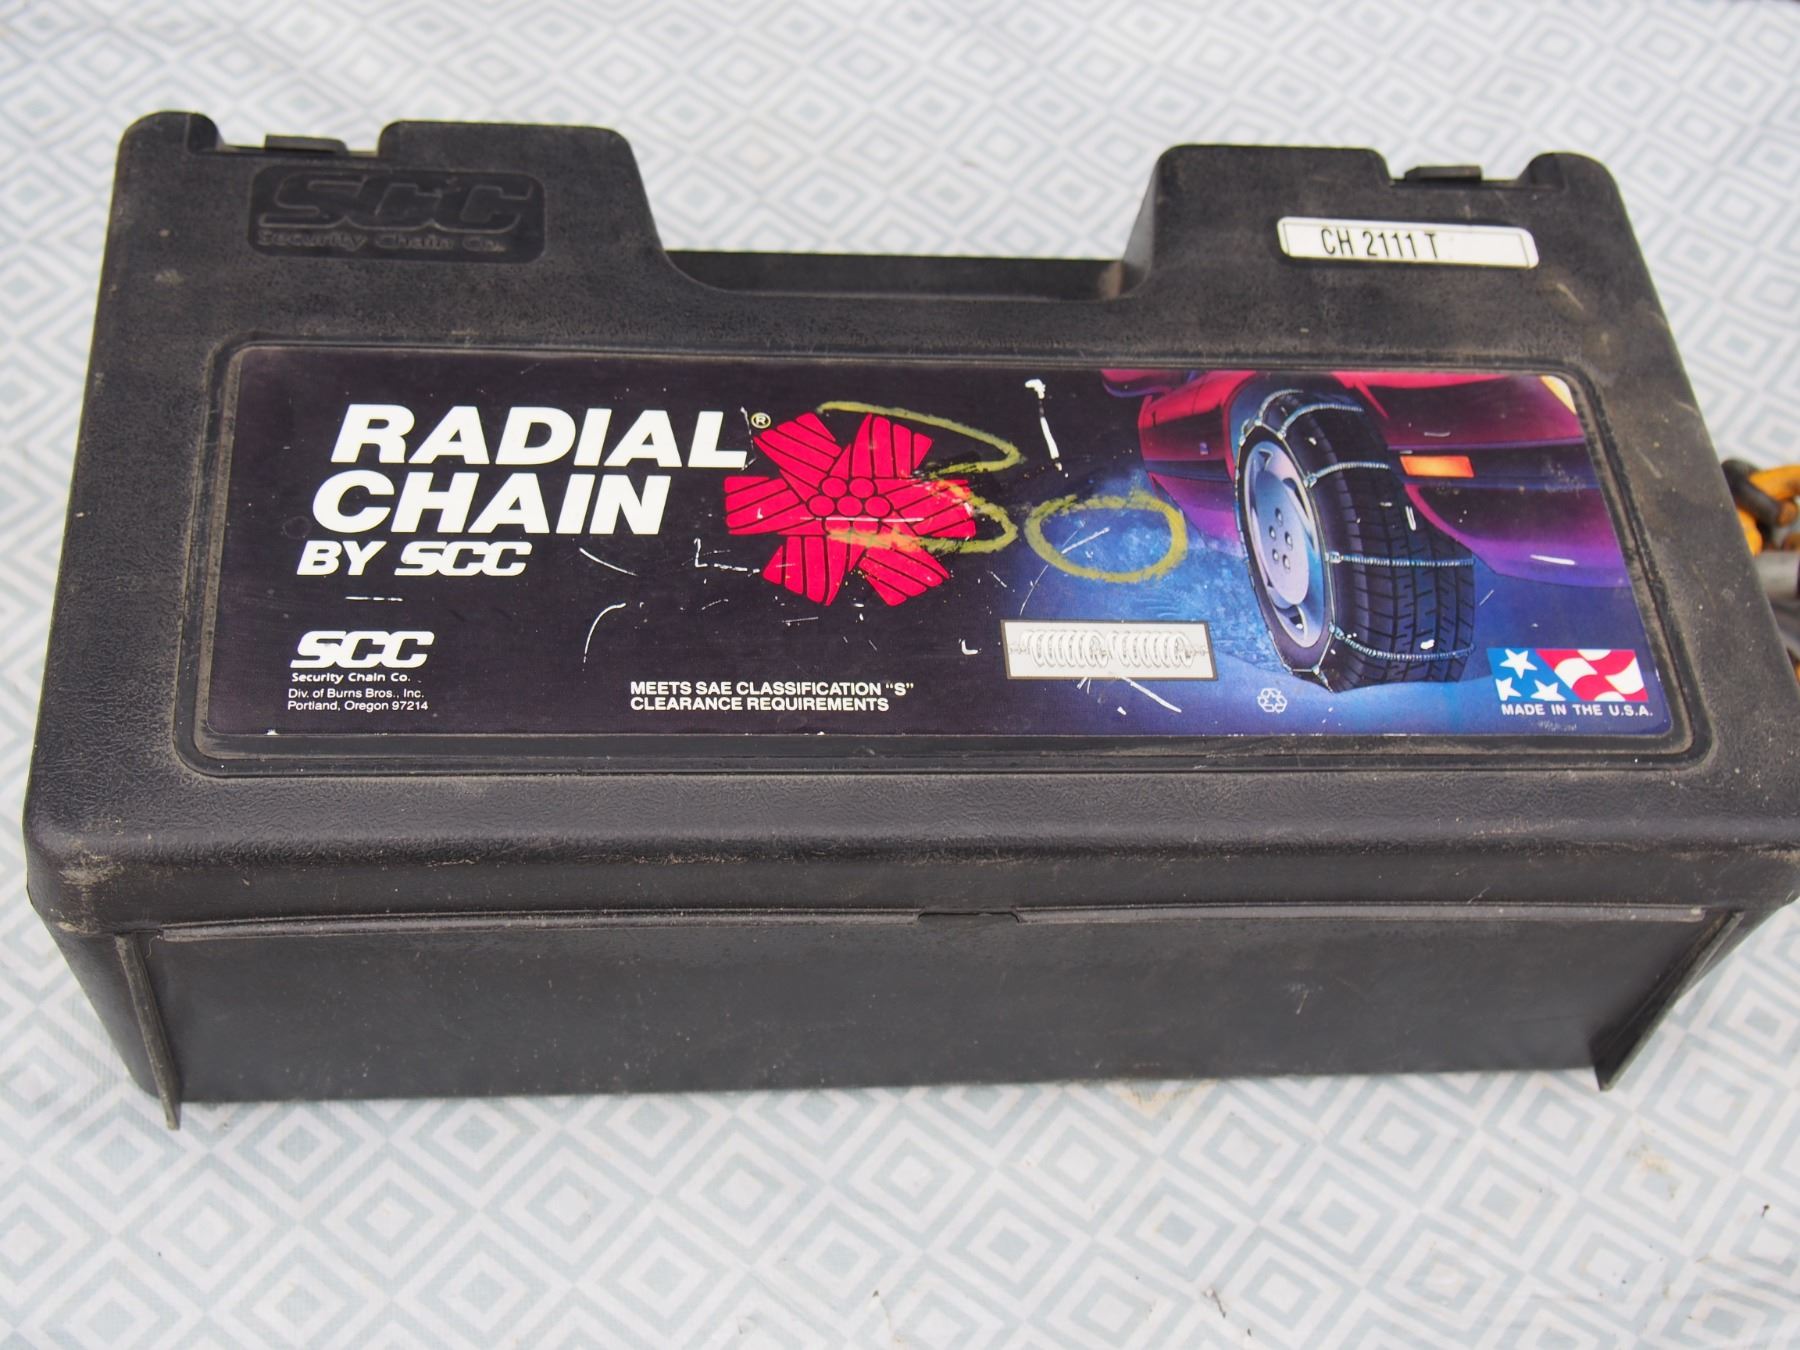 SCC
Security Chain Co.
CH 2111 T
RADIAL®
CHAIN
BY SCC
30
SCC
Security Chain Co.
Div. of Burns Bros., Inc.
Portland, Oregon 97214
MEETS SAE CLASSIFICATION "S"
CLEARANCE REQUIREMENTS
MADE IN THE U.S.A.